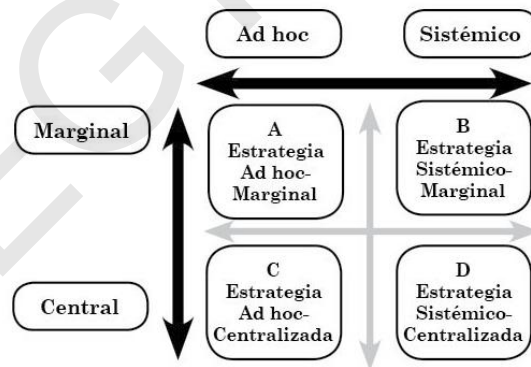 Ad hoc
Sistémico
Marginal
A
Estrategia
Ad hoc-
Marginal
B
Estrategia
Sistémico-
Marginal
Central
C
Estrategia
Ad hoc-
Centralizada
D
Estrategia
Sistémico-
Centralizada